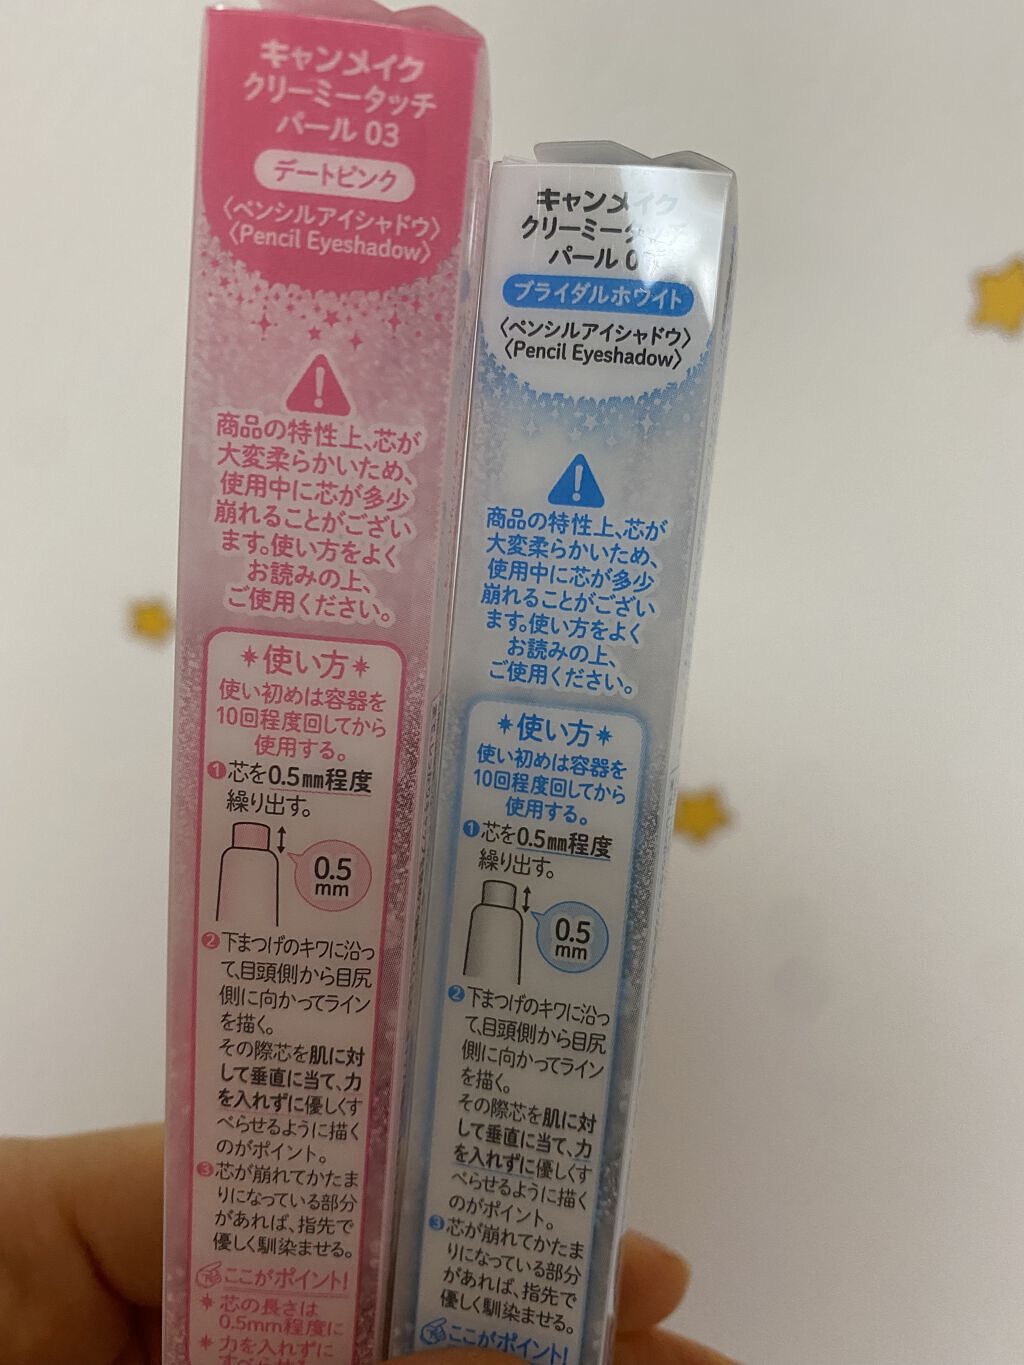 キャンメイク
クリーミータッチ
パール 03
デートピンク
〈ペンシルアイシャドウ〉
〈Pencil Eyeshadow〉
商品の特性上、芯が
大変柔らかいため、
使用中に芯が多少
崩れることがござい
ます。使い方をよく
お読みの上、
ご使用ください。
使い方
使い初めは容器を
10回程度回してから
使用する。
1 芯を0.5mm程度
繰り出す。
0.5
mm
2 下まつげのキワに沿っ
て、目頭側から目尻
側に向かってライン
を描く。
その際芯を肌に対
して垂直に当て、力
を入れずに優しくす
べらせるように描く
のがポイント。
3 芯が崩れてかたま
りになっている部分
があれば、指先で
優しく馴染ませる。
ここがポイント!
芯の長さは
0.5mm程度に
力を入れずに
すべらせる
キャンメイク
クリーミー
パール
ブライダルホワイト
〈ペンシルアイシャドウ〉
〈Pencil Eyeshadow〉
商品の特性上、芯が
大変柔らかいため、
使用中に芯が多少
崩れることがござい
ます。使い方をよく
お読みの上、
ご使用ください。
使い方
使い初めは容器を
10回程度回してから
使用する。
1 芯を0.5mm程度
繰り出す。
0.5
mm
2 下まつげのキワに沿っ
て、目頭側から目尻
側に向かってライン
を描く。
その際芯を肌に対
して垂直に当て、力
を入れずに優しくす
べらせるように描く
のがポイント。
3 芯が崩れてかたま
りになっている部分
があれば、指先で
優しく馴染ませる。
ここがポイント!